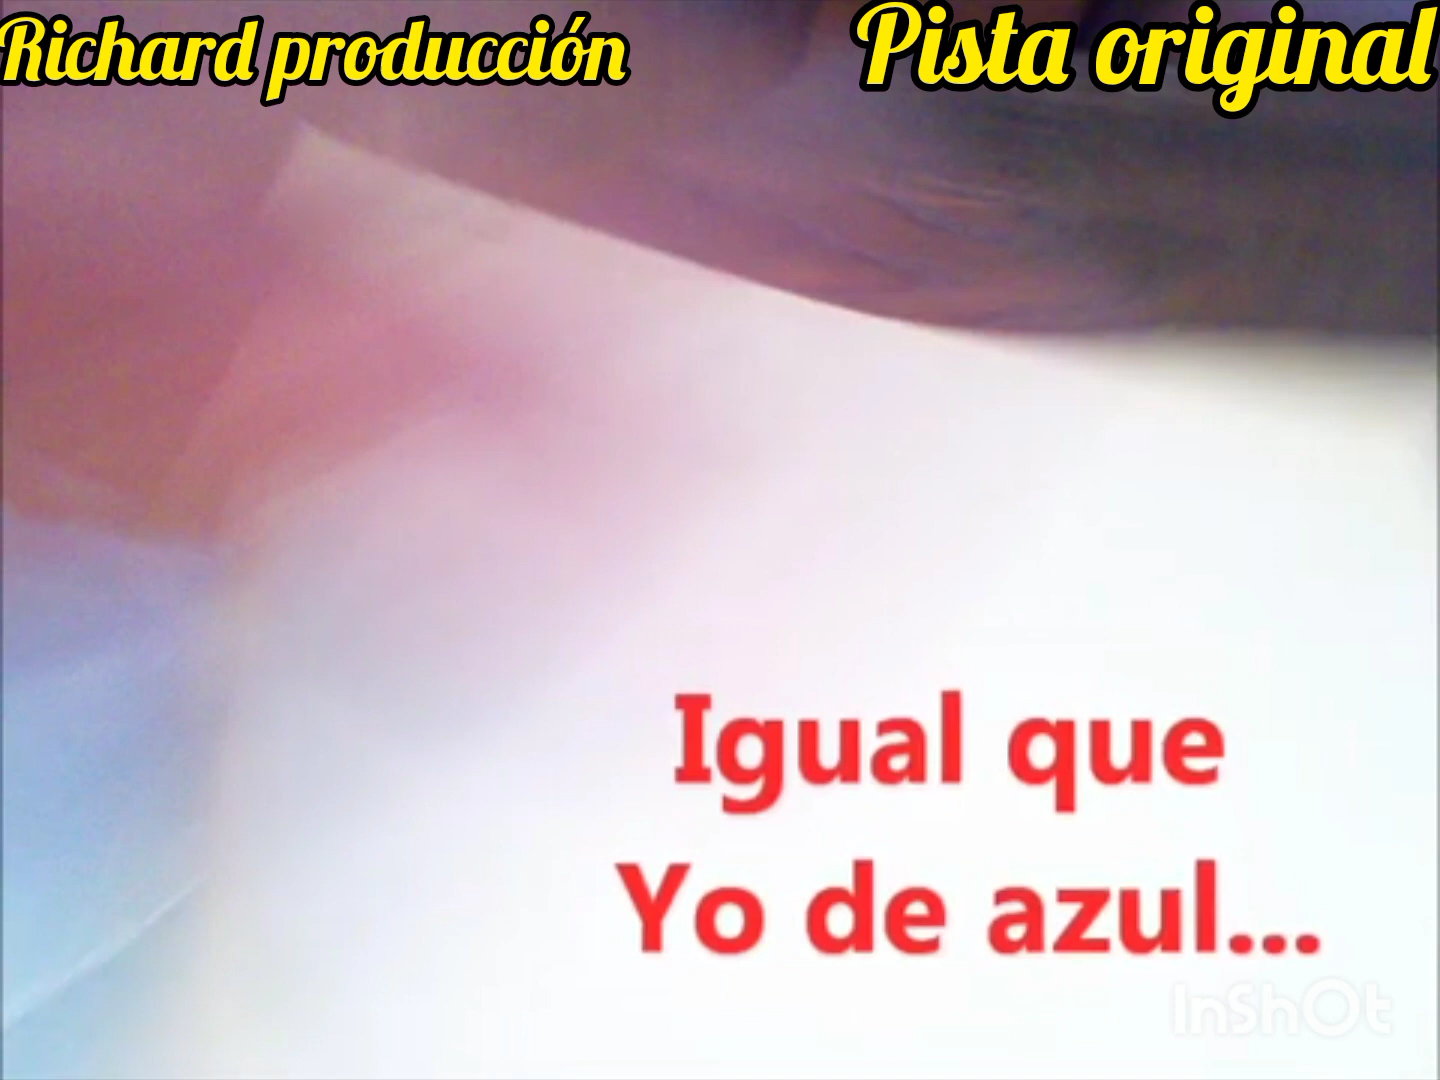 Richard producción
Pista original
Igual que
Yo de azul...
InShOt